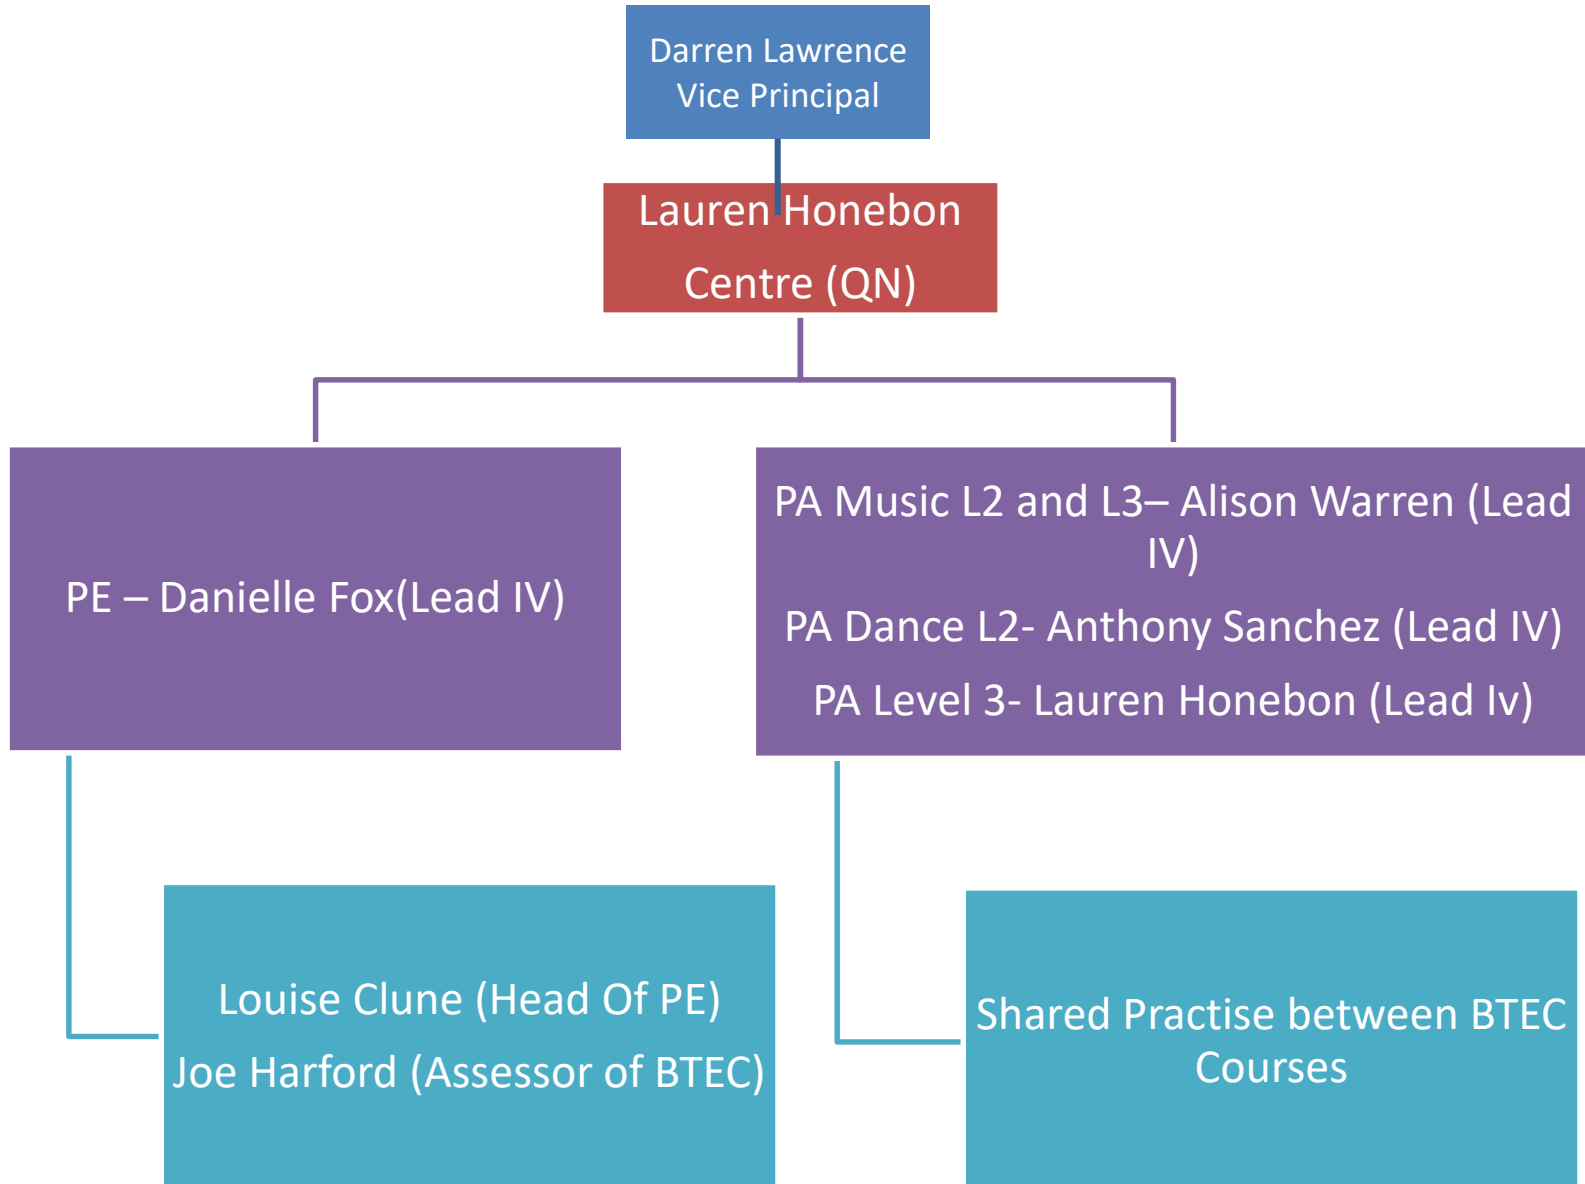 Darren Lawrence
Vice Principal
Lauren Honebon
Centre (QN)
PE – Danielle Fox(Lead IV)
PA Music L2 and L3– Alison Warren (Lead
IV)
PA Dance L2- Anthony Sanchez (Lead IV)
PA Level 3- Lauren Honebon (Lead Iv)
Louise Clune (Head Of PE)
Joe Harford (Assessor of BTEC)
Shared Practise between BTEC
Courses